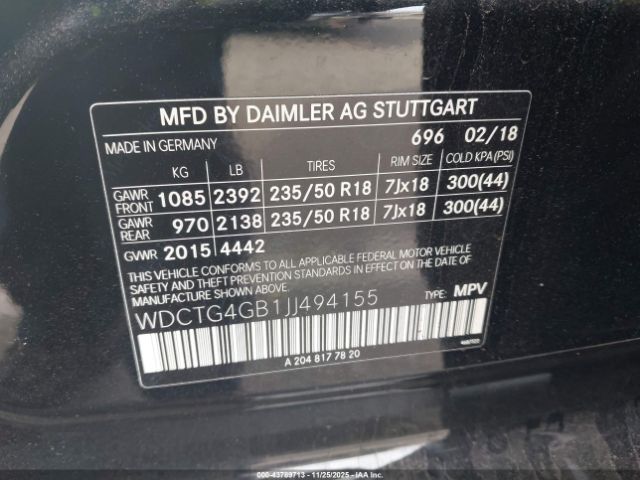 MFD BY DAIMLER AG STUTTGART
MADE IN GERMANY 696 02/18
KG LB TIRES RIM SIZE COLD KPA(PSI)
GAWR FRONT 1085 2392 235/50 R18 7Jx18 300(44)
GAWR REAR 970 2138 235/50 R18 7Jx18 300(44)
GVWR 2015 4442
THIS VEHICLE CONFORMS TO ALL APPLICABLE FEDERAL MOTOR VEHICLE
SAFETY AND THEFT PREVENTION STANDARDS IN EFFECT ON THE DATE OF
MANUFACTURE SHOWN ABOVE.
WDCTG4GB1JJ494155 TYPE: MPV
A 204 817 78 20
000-43789713 - 11/25/2025 - IAAI.COM